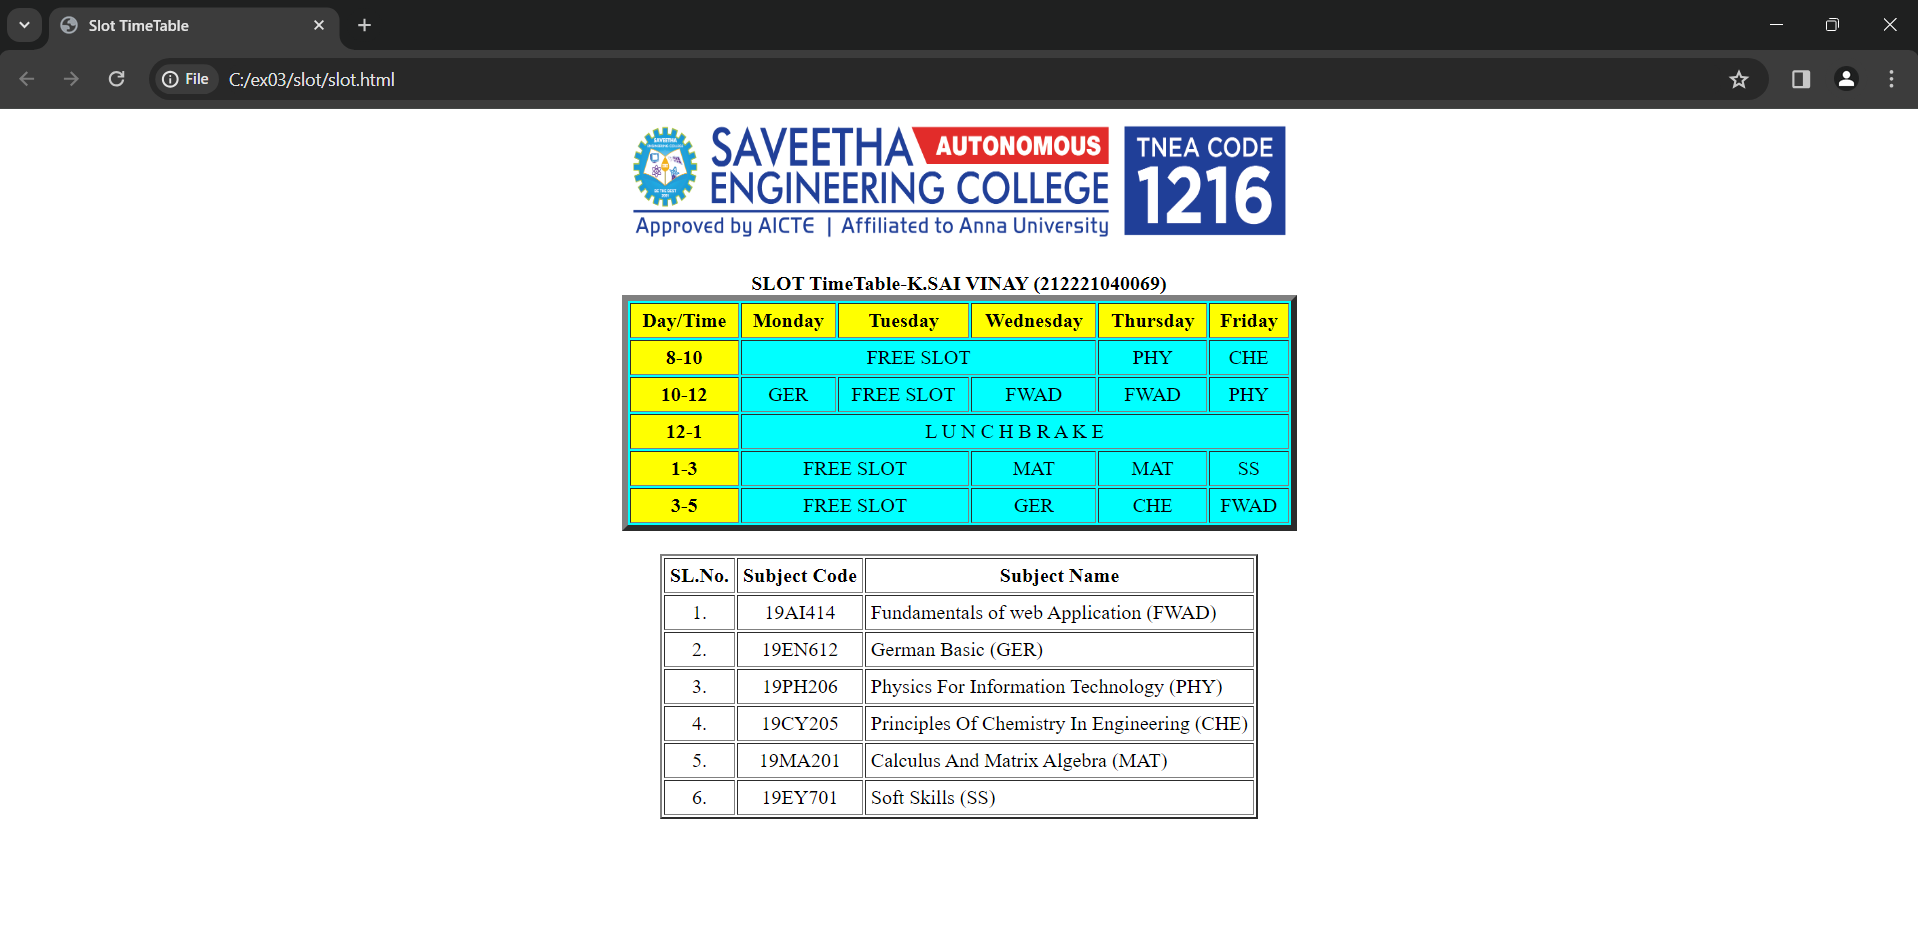 Slot TimeTable
File C:/ex03/slot/slot.html
SAVEETHA AUTONOMOUS
ENGINEERING COLLEGE
Approved by AICTE | Affiliated to Anna University
TNEA CODE
1216
SLOT TimeTable-K.SAI VINAY (212221040069)
Day/Time Monday Tuesday Wednesday Thursday Friday
8-10 FREE SLOT PHY CHE
10-12 GER FREE SLOT FWAD FWAD PHY
12-1 L U N C H B R A K E
1-3 FREE SLOT MAT MAT SS
3-5 FREE SLOT GER CHE FWAD
SL.No. Subject Code Subject Name
1. 19AI414 Fundamentals of web Application (FWAD)
2. 19EN612 German Basic (GER)
3. 19PH206 Physics For Information Technology (PHY)
4. 19CY205 Principles Of Chemistry In Engineering (CHE)
5. 19MA201 Calculus And Matrix Algebra (MAT)
6. 19EY701 Soft Skills (SS)